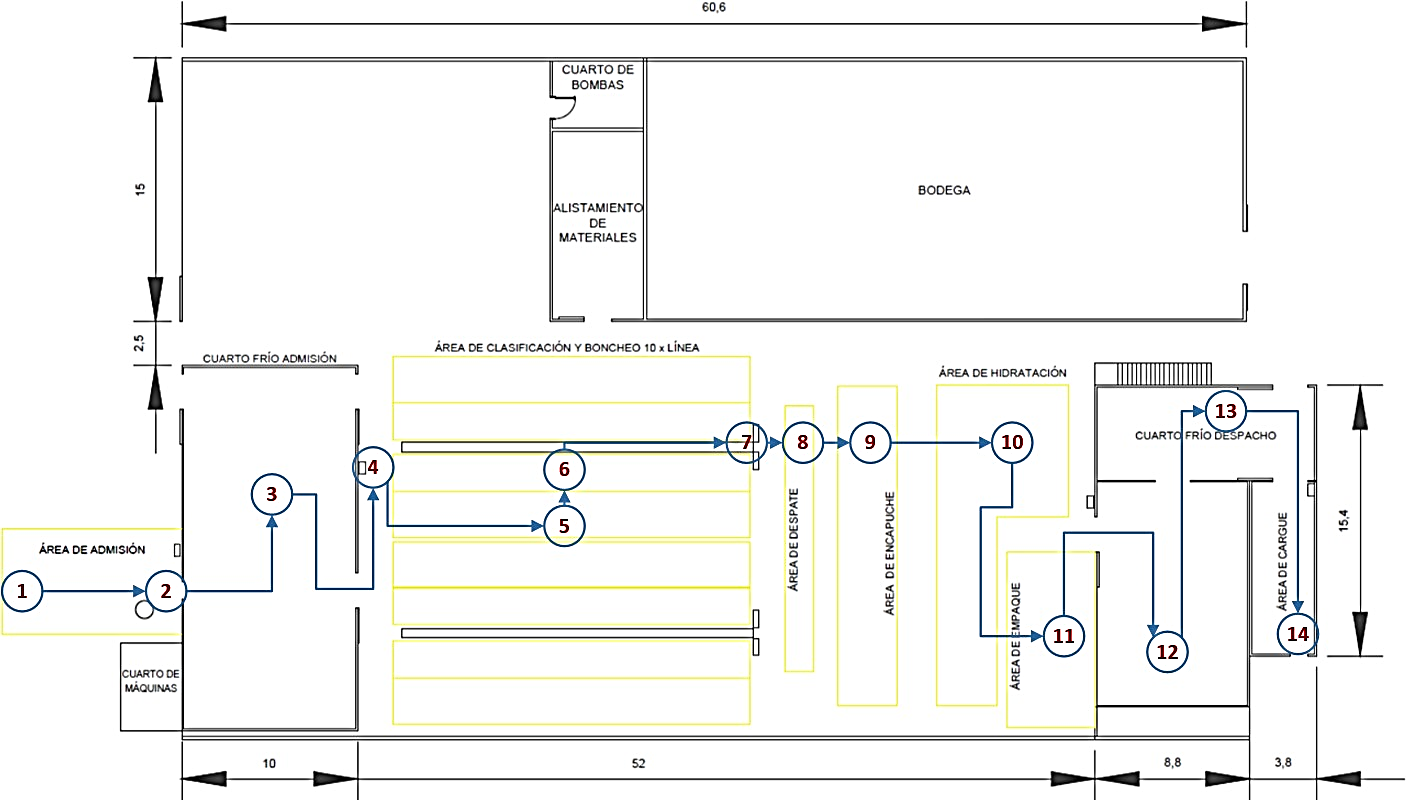 60,6
CUARTO DE
BOMBAS
15
ALISTAMIENTO
DE
MATERIALES
BODEGA
2,5
CUARTO FRÍO ADMISIÓN
ÁREA DE CLASIFICACIÓN Y BONCHEO 10 x LÍNEA
ÁREA DE HIDRATACIÓN
CUARTO FRÍO DESPACHO
ÁREA DE ADMISIÓN
ÁREA DE DESPATE
ÁREA DE ENCAPUCHE
ÁREA DE EMPAQUE
ÁREA DE CARGUE
15,4
CUARTO DE
MÁQUINAS
1
2
3
4
5
6
7
8
9
10
11
12
13
14
10
52
8,8
3,8